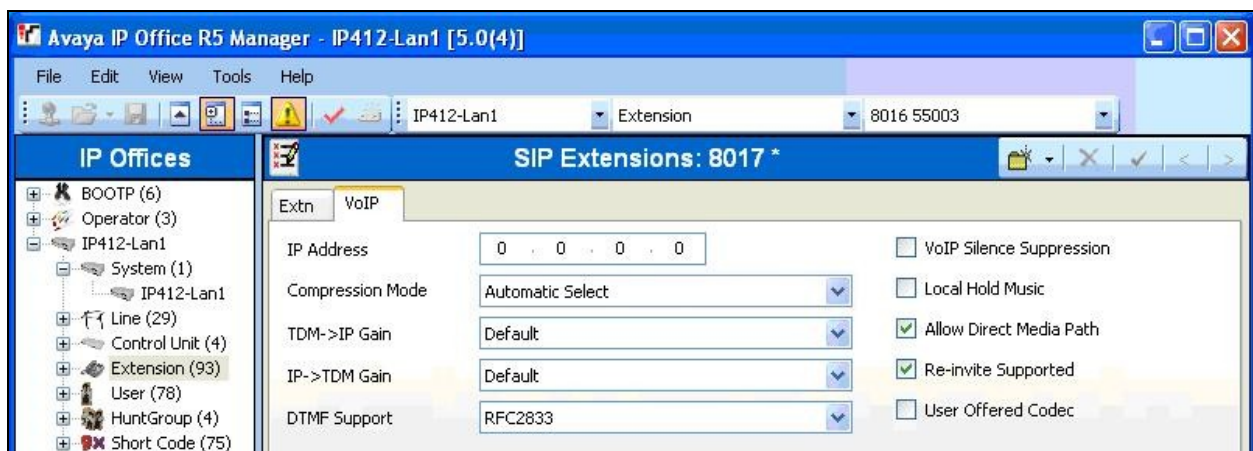 Avaya IP Office R5 Manager - IP412-Lan1 [5.0(4)]
File Edit View Tools Help
IP412-Lan1 Extension 8016 55003
IP Offices
SIP Extensions: 8017 *
BOOTP (6)
Operator (3)
IP412-Lan1
System (1)
IP412-Lan1
Line (29)
Control Unit (4)
Extension (93)
User (78)
HuntGroup (4)
Short Code (75)
Extn VoIP
IP Address 0 . 0 . 0 . 0
Compression Mode Automatic Select
TDM->IP Gain Default
IP->TDM Gain Default
DTMF Support RFC2833
VoIP Silence Suppression
Local Hold Music
Allow Direct Media Path
Re-invite Supported
User Offered Codec